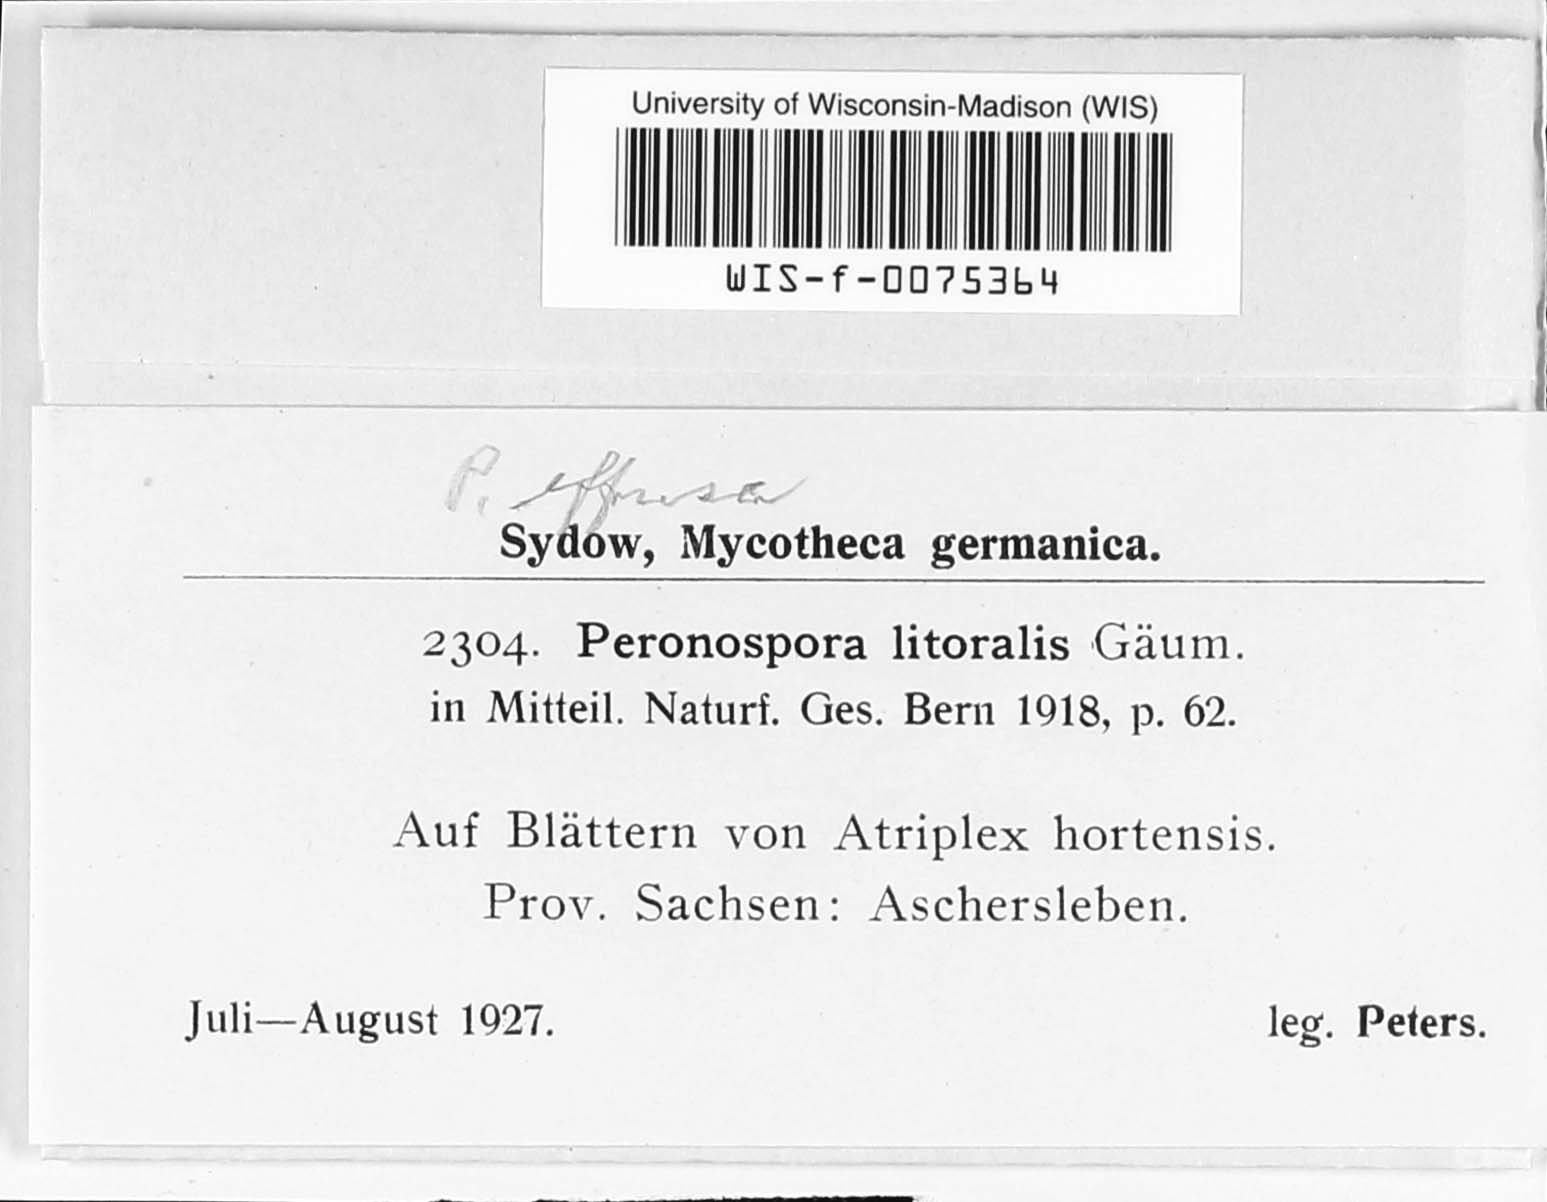 University of Wisconsin-Madison (WIS)
WIS-f-0075364
P. effusa
Sydow, Mycotheca germanica.
2304. Peronospora litoralis Gäum.
in Mitteil. Naturf. Ges. Bern 1918, p. 62.
Auf Blättern von Atriplex hortensis.
Prov. Sachsen: Aschersleben.
Juli—August 1927. leg. Peters.